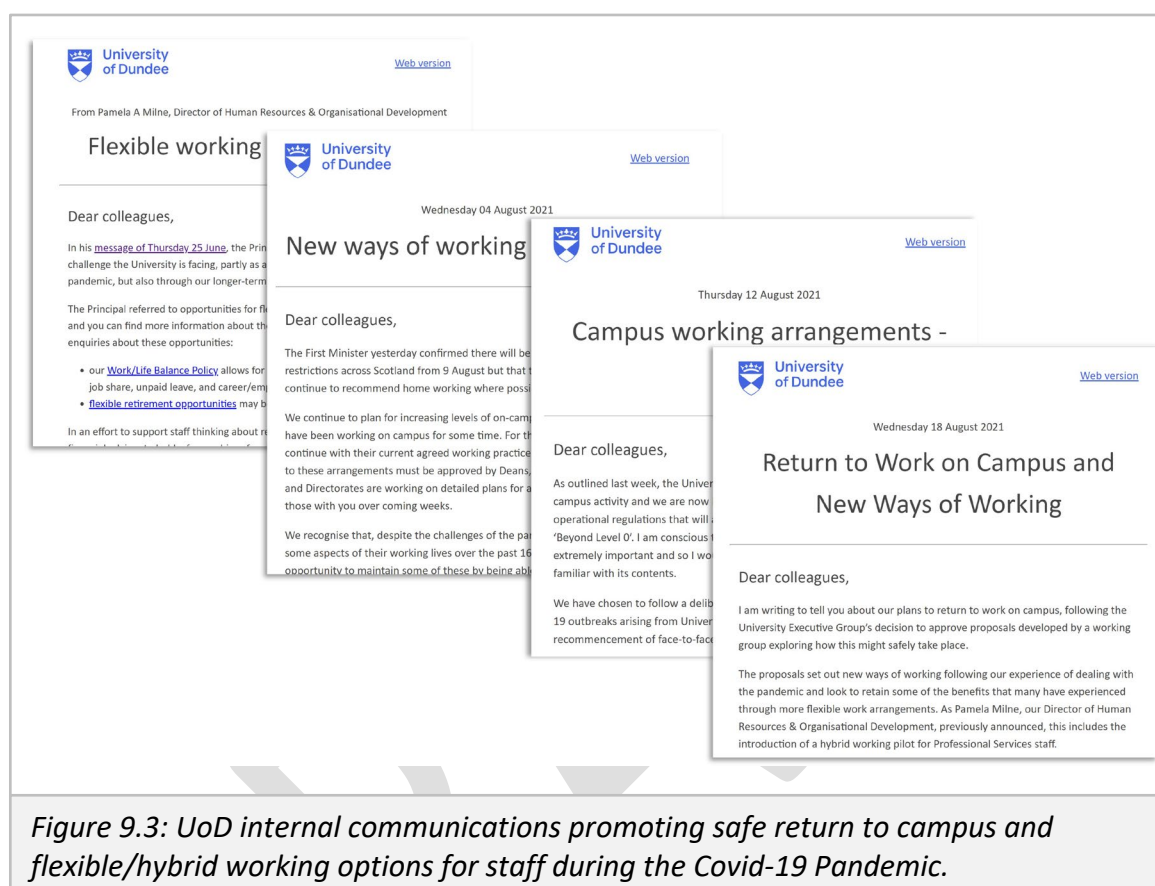 University
of Dundee
Web version
From Pamela A Milne, Director of Human Resources & Organisational Development
Flexible working
Dear colleagues,
In his message of Thursday 25 June, the Prin
challenge the University is facing, partly as a
pandemic, but also through our longer-term
The Principal referred to opportunities for fl
and you can find more information about th
enquiries about these opportunities:
• our Work/Life Balance Policy allows for
job share, unpaid leave, and career/emp
• flexible retirement opportunities may b
In an effort to support staff thinking about re
University
of Dundee
Web version
Wednesday 04 August 2021
New ways of working
Dear colleagues,
The First Minister yesterday confirmed there will be
restrictions across Scotland from 9 August but that t
continue to recommend home working where possi
We continue to plan for increasing levels of on-camp
have been working on campus for some time. For th
continue with their current agreed working practice
to these arrangements must be approved by Deans,
and Directorates are working on detailed plans for a
those with you over coming weeks.
We recognise that, despite the challenges of the pa
some aspects of their working lives over the past 16
opportunity to maintain some of these by being abl
University
of Dundee
Web version
Thursday 12 August 2021
Campus working arrangements -
Dear colleagues,
As outlined last week, the Univer
campus activity and we are now
operational regulations that will a
‘Beyond Level 0’. I am conscious t
extremely important and so I wo
familiar with its contents.
We have chosen to follow a delib
19 outbreaks arising from Univer
recommencement of face-to-face
University
of Dundee
Web version
Wednesday 18 August 2021
Return to Work on Campus and
New Ways of Working
Dear colleagues,
I am writing to tell you about our plans to return to work on campus, following the
University Executive Group’s decision to approve proposals developed by a working
group exploring how this might safely take place.
The proposals set out new ways of working following our experience of dealing with
the pandemic and look to retain some of the benefits that many have experienced
through more flexible work arrangements. As Pamela Milne, our Director of Human
Resources & Organisational Development, previously announced, this includes the
introduction of a hybrid working pilot for Professional Services staff.
Figure 9.3: UoD internal communications promoting safe return to campus and
flexible/hybrid working options for staff during the Covid-19 Pandemic.